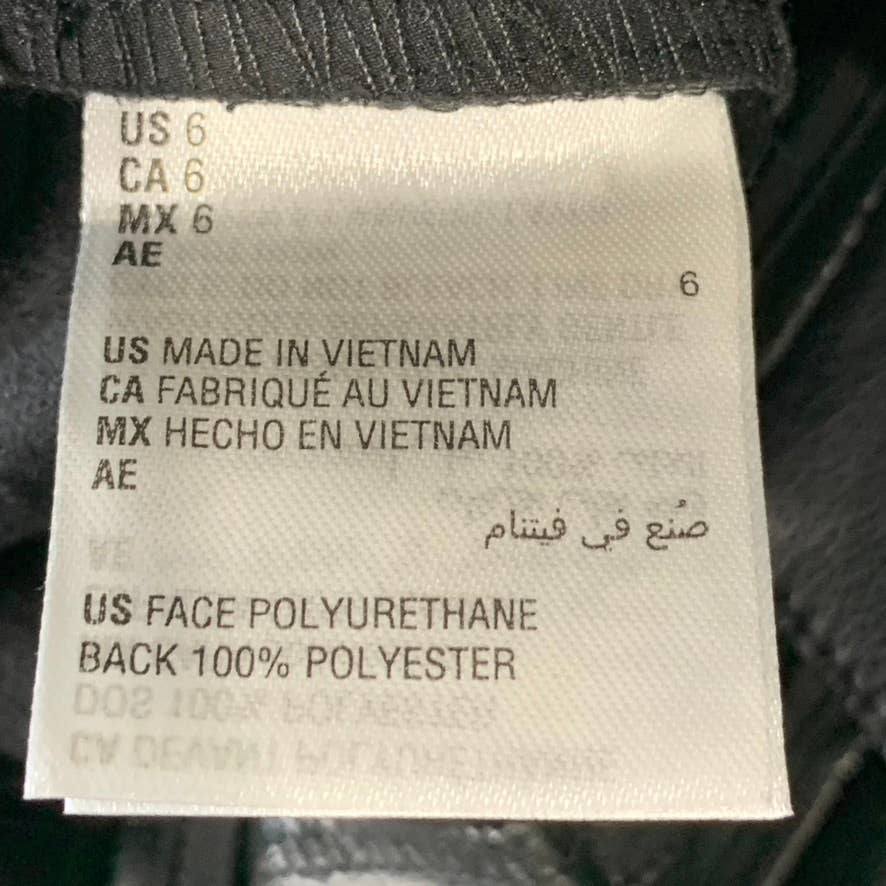 US 6
CA 6
MX 6
AE
6
US MADE IN VIETNAM
CA FABRIQUÉ AU VIETNAM
MX HECHO EN VIETNAM
AE
صُنع في فيتنام
US FACE POLYURETHANE
BACK 100% POLYESTER